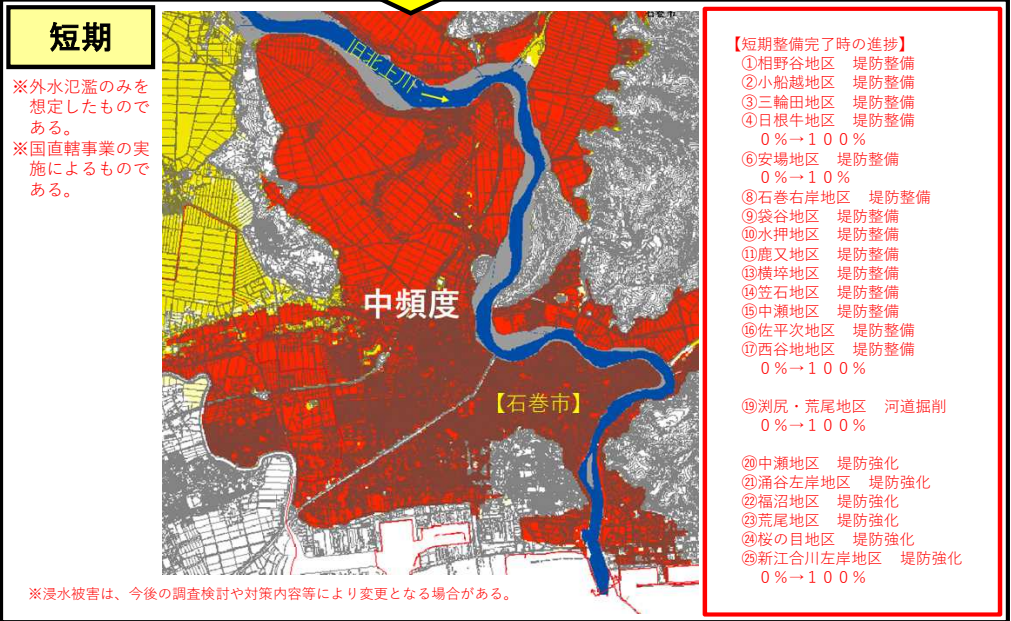 短期
※外水氾濫のみを
想定したもので
ある。
※国直轄事業の実
施によるもので
ある。
旧北上川
中頻度
【石巻市】
※浸水被害は、今後の調査検討や対策内容等により変更となる場合がある。
【短期整備完了時の進捗】
①相野谷地区 堤防整備
②小船越地区 堤防整備
③三輪田地区 堤防整備
④日根牛地区 堤防整備
0%→100%
⑥安場地区 堤防整備
0%→10%
⑧石巻右岸地区 堤防整備
⑨袋谷地区 堤防整備
⑩水押地区 堤防整備
⑪鹿又地区 堤防整備
⑬横埣地区 堤防整備
⑭笠石地区 堤防整備
⑮中瀬地区 堤防整備
⑯佐平次地区 堤防整備
⑰西谷地地区 堤防整備
0%→100%
⑲渕尻・荒尾地区 河道掘削
0%→100%
⑳中瀬地区 堤防強化
㉑涌谷左岸地区 堤防強化
㉒福沼地区 堤防強化
㉓荒尾地区 堤防強化
㉔桜の目地区 堤防強化
㉕新江合川左岸地区 堤防強化
0%→100%